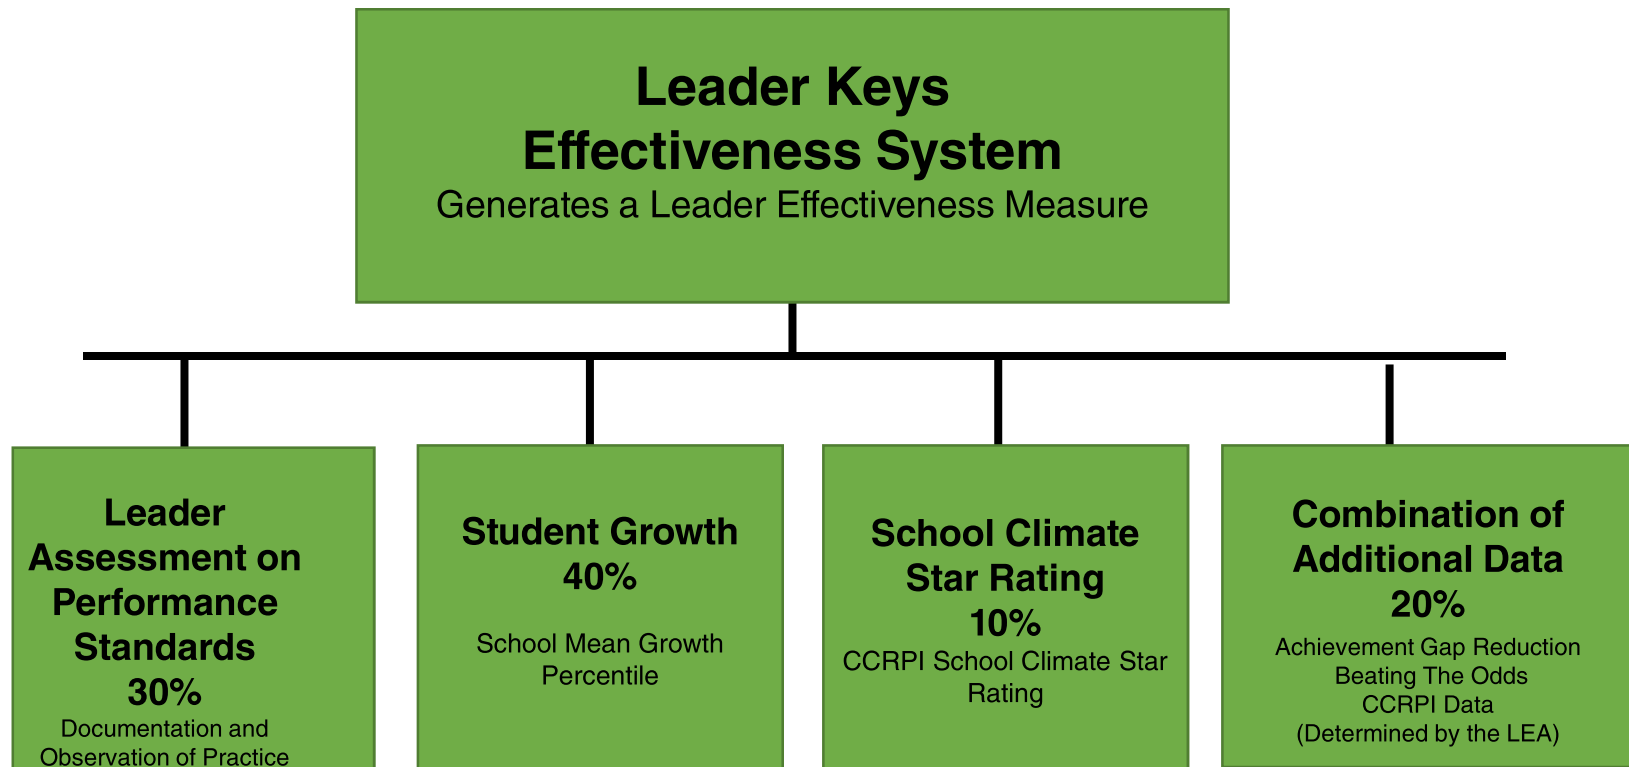 Leader Keys
Effectiveness System
Generates a Leader Effectiveness Measure
Leader
Assessment on
Performance
Standards
30%
Documentation and
Observation of Practice
Student Growth
40%
School Mean Growth
Percentile
School Climate
Star Rating
10%
CCRPI School Climate Star
Rating
Combination of
Additional Data
20%
Achievement Gap Reduction
Beating The Odds
CCRPI Data
(Determined by the LEA)